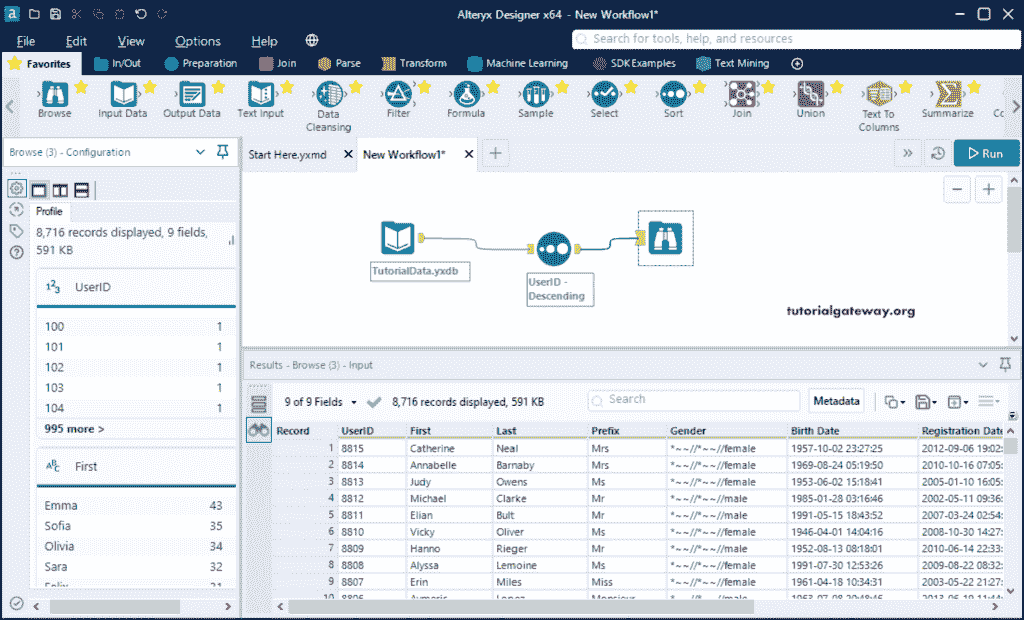 Alteryx Designer x64 - New Workflow1*
File Edit View Options Help
Search for tools, help, and resources
Favorites In/Out Preparation Join Parse Transform Machine Learning SDK Examples Text Mining
Browse Input Data Output Data Text Input Data Cleansing Filter Formula Sample Select Sort Join Union Text To Columns Summarize
Browse (3) - Configuration
Start Here.yxmd New Workflow1*
Run
Profile
8,716 records displayed, 9 fields,
591 KB
123 UserID
100 1
101 1
102 1
103 1
104 1
995 more >
ABC First
Emma 43
Sofia 35
Olivia 34
Sara 32
TutorialData.yxdb
UserID -
Descending
tutorialgateway.org
Results - Browse (3) - Input
9 of 9 Fields 8,716 records displayed, 591 KB Search Metadata
Record UserID First Last Prefix Gender Birth Date Registration Date
1 8815 Catherine Neal Mrs *~~//*~~//female 1957-10-02 23:27:25 2012-09-06 19:02:
2 8814 Annabelle Barnaby Mrs *~~//*~~//female 1969-08-24 05:19:50 2010-10-16 07:05:
3 8813 Judy Owens Ms *~~//*~~//female 1953-06-02 15:18:41 2005-01-10 16:05:
4 8812 Michael Clarke Mr *~~//*~~//male 1985-01-28 03:16:46 2002-05-11 09:36:
5 8811 Elian Bult Mr *~~//*~~//male 1991-05-15 18:43:52 2007-03-24 02:54:
6 8810 Vicky Oliver Ms *~~//*~~//female 1946-04-01 14:04:16 2008-10-30 14:27:
7 8809 Hanno Rieger Mr *~~//*~~//male 1952-08-13 08:18:01 2010-06-14 22:33:
8 8808 Alyssa Lemoine Ms *~~//*~~//female 1991-07-30 12:53:26 2009-08-22 08:32:
9 8807 Erin Miles Miss *~~//*~~//female 1961-04-18 10:34:31 2003-05-22 21:27:
10 8806